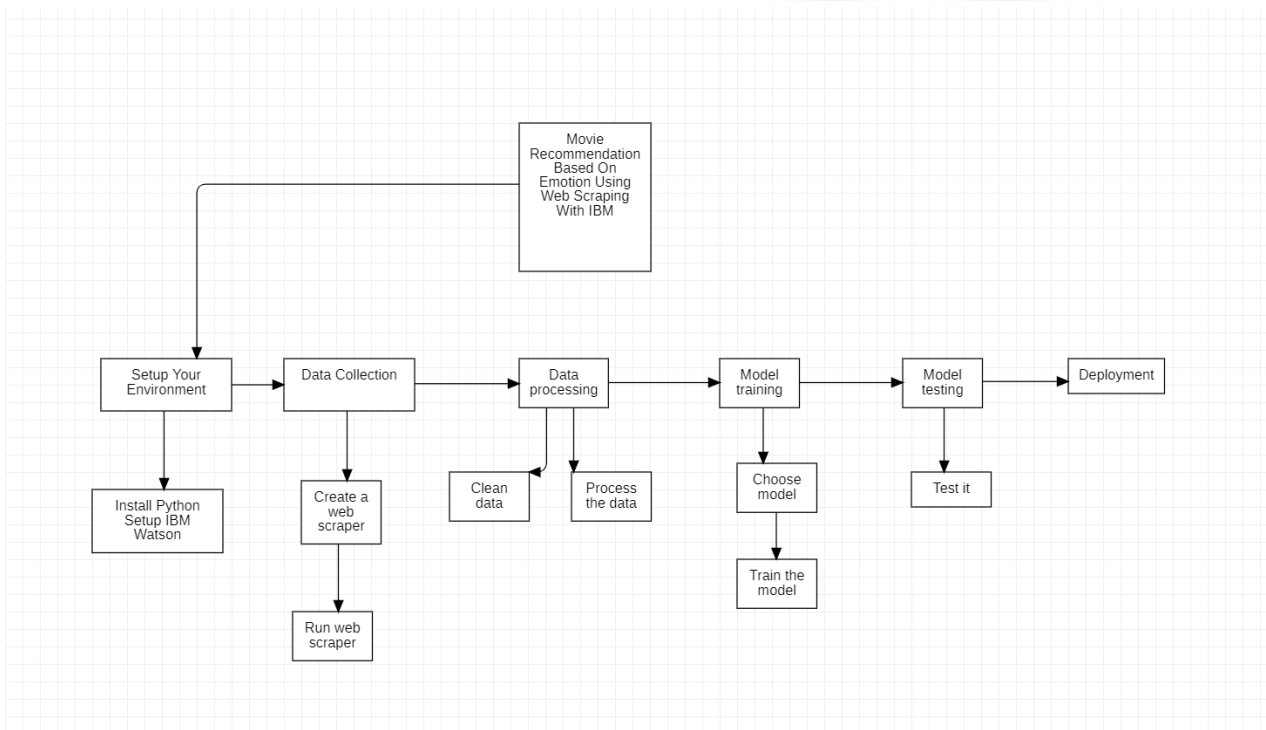 Movie
Recommendation
Based On
Emotion Using
Web Scraping
With IBM
Setup Your
Environment
Data Collection
Data
processing
Model
training
Model
testing
Deployment
Install Python
Setup IBM
Watson
Create a
web
scraper
Run web
scraper
Clean
data
Process
the data
Choose
model
Train the
model
Test it